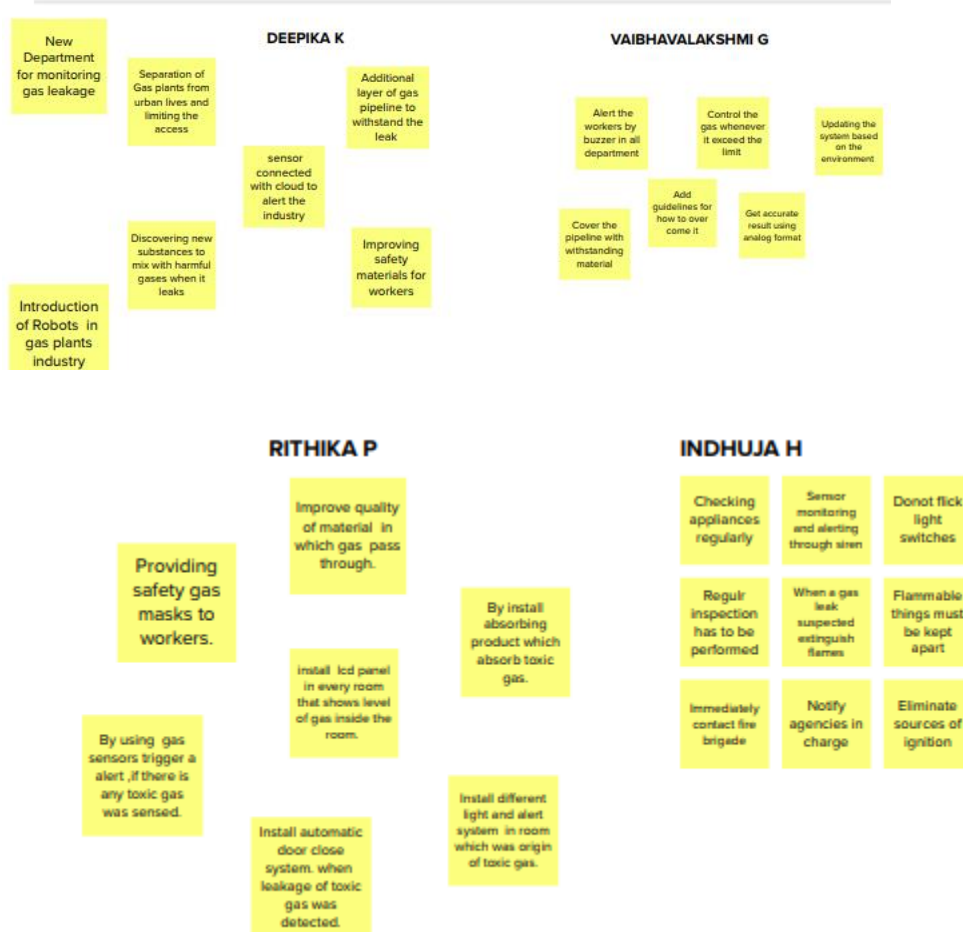 DEEPIKA K
New
Department
for monitoring
gas leakage
Separation of
Gas plants from
urban lives and
limiting the
access
Additional
layer of gas
pipeline to
withstand the
leak
sensor
connected
with cloud to
alert the
industry
Discovering new
substances to
mix with harmful
gases when it
leaks
Improving
safety
materials for
workers
Introduction
of Robots in
gas plants
industry
VAIBHAVALAKSHMI G
Alert the
workers by
buzzer in all
department
Control the
gas whenever
it exceed the
limit
Updating the
system based
on the
environment
Add
guidelines for
how to over
come it
Get accurate
result using
analog format
Cover the
pipeline with
withstanding
material
RITHIKA P
Improve quality
of material in
which gas pass
through.
Providing
safety gas
masks to
workers.
By install
absorbing
product which
absorb toxic
gas.
install lcd panel
in every room
that shows level
of gas inside the
room.
By using gas
sensors trigger a
alert ,if there is
any toxic gas
was sensed.
Install different
light and alert
system in room
which was origin
of toxic gas.
Install automatic
door close
system. when
leakage of toxic
gas was
detected.
INDHUJA H
Checking
appliances
regularly
Sensor
monitoring
and alerting
through siren
Donot flick
light
switches
Regulr
inspection
has to be
performed
When a gas
leak
suspected
extinguish
flames
Flammable
things must
be kept
apart
Immediately
contact fire
brigade
Notify
agencies in
charge
Eliminate
sources of
ignition